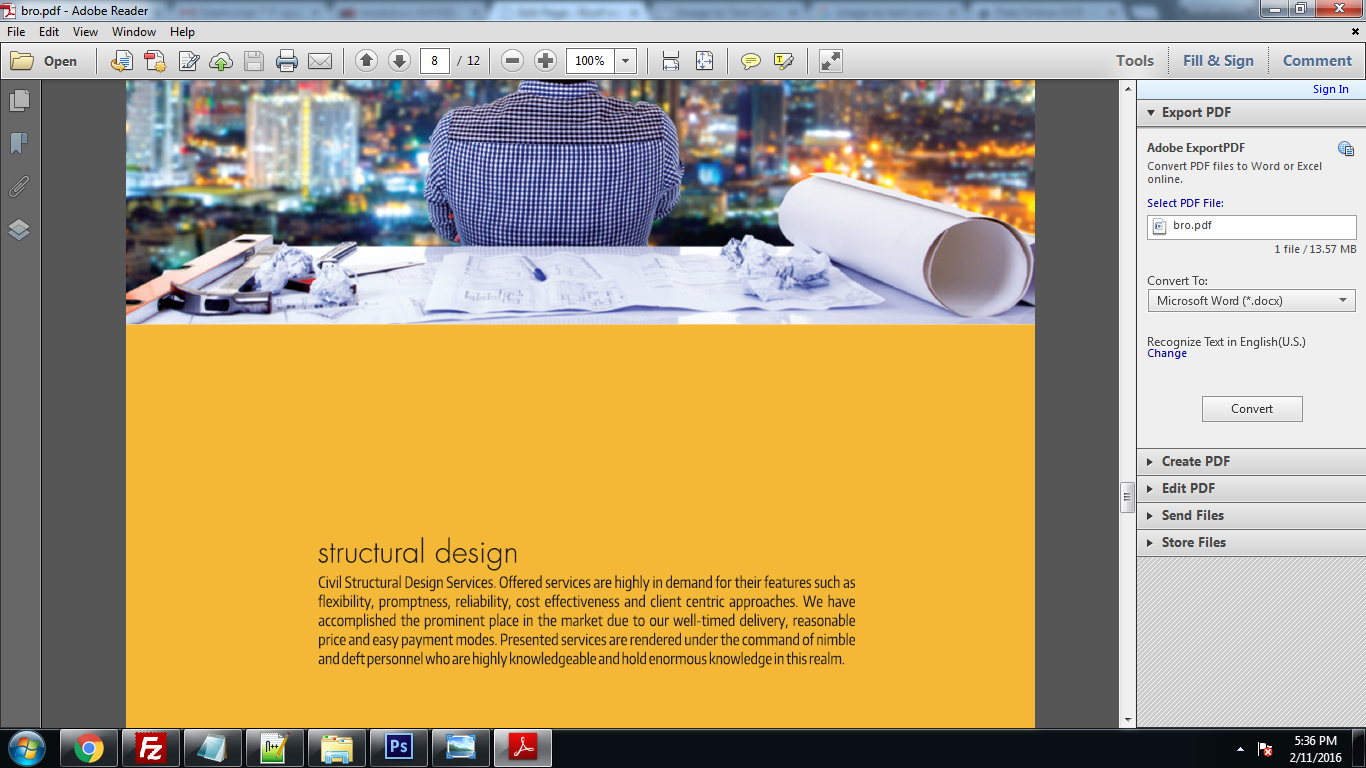 bro.pdf - Adobe Reader
File Edit View Window Help
Open 8 / 12 100% Tools Fill & Sign Comment
Sign In
Export PDF
Adobe ExportPDF
Convert PDF files to Word or Excel
online.
Select PDF File:
bro.pdf
1 file / 13.57 MB
Convert To:
Microsoft Word (*.docx)
Recognize Text in English(U.S.)
Change
Convert
Create PDF
Edit PDF
Send Files
Store Files
structural design
Civil Structural Design Services. Offered services are highly in demand for their features such as
flexibility, promptness, reliability, cost effectiveness and client centric approaches. We have
accomplished the prominent place in the market due to our well-timed delivery, reasonable
price and easy payment modes. Presented services are rendered under the command of nimble
and deft personnel who are highly knowledgeable and hold enormous knowledge in this realm.
Fz
Ps
5:36 PM
2/11/2016